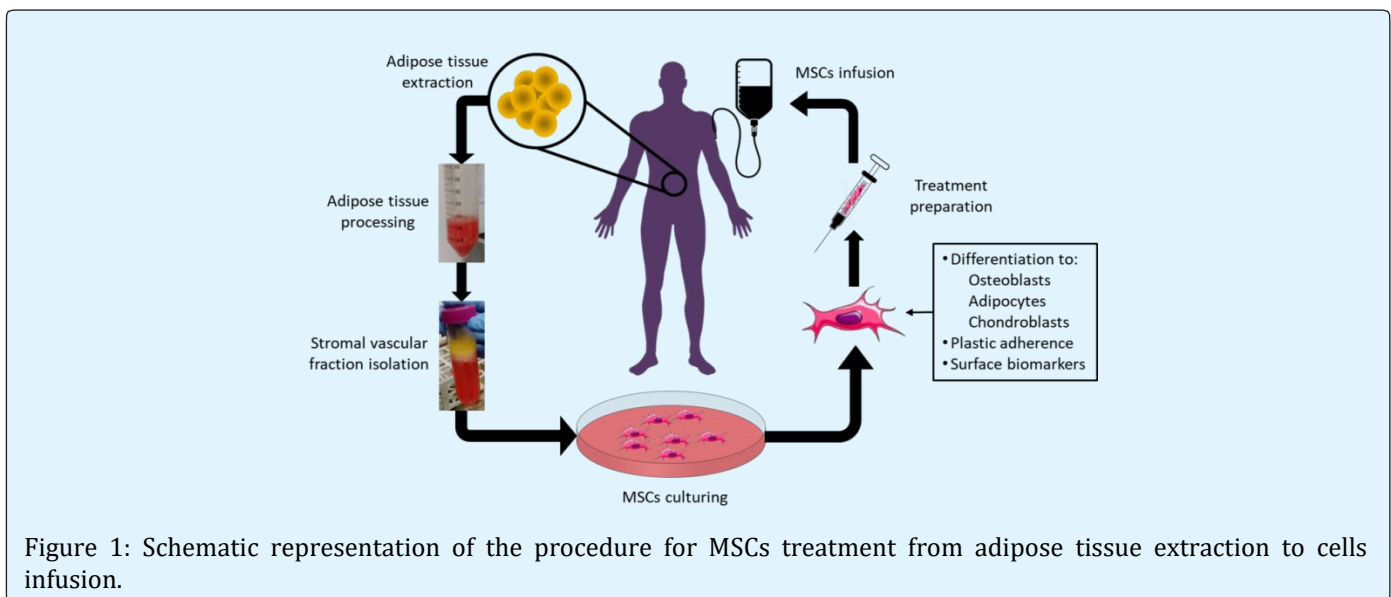 Adipose tissue
extraction
MSCs infusion
Adipose tissue
processing
Treatment
preparation
• Differentiation to:
Osteoblasts
Adipocytes
Chondroblasts
• Plastic adherence
• Surface biomarkers
Stromal vascular
fraction isolation
MSCs culturing
Figure 1: Schematic representation of the procedure for MSCs treatment from adipose tissue extraction to cells
infusion.